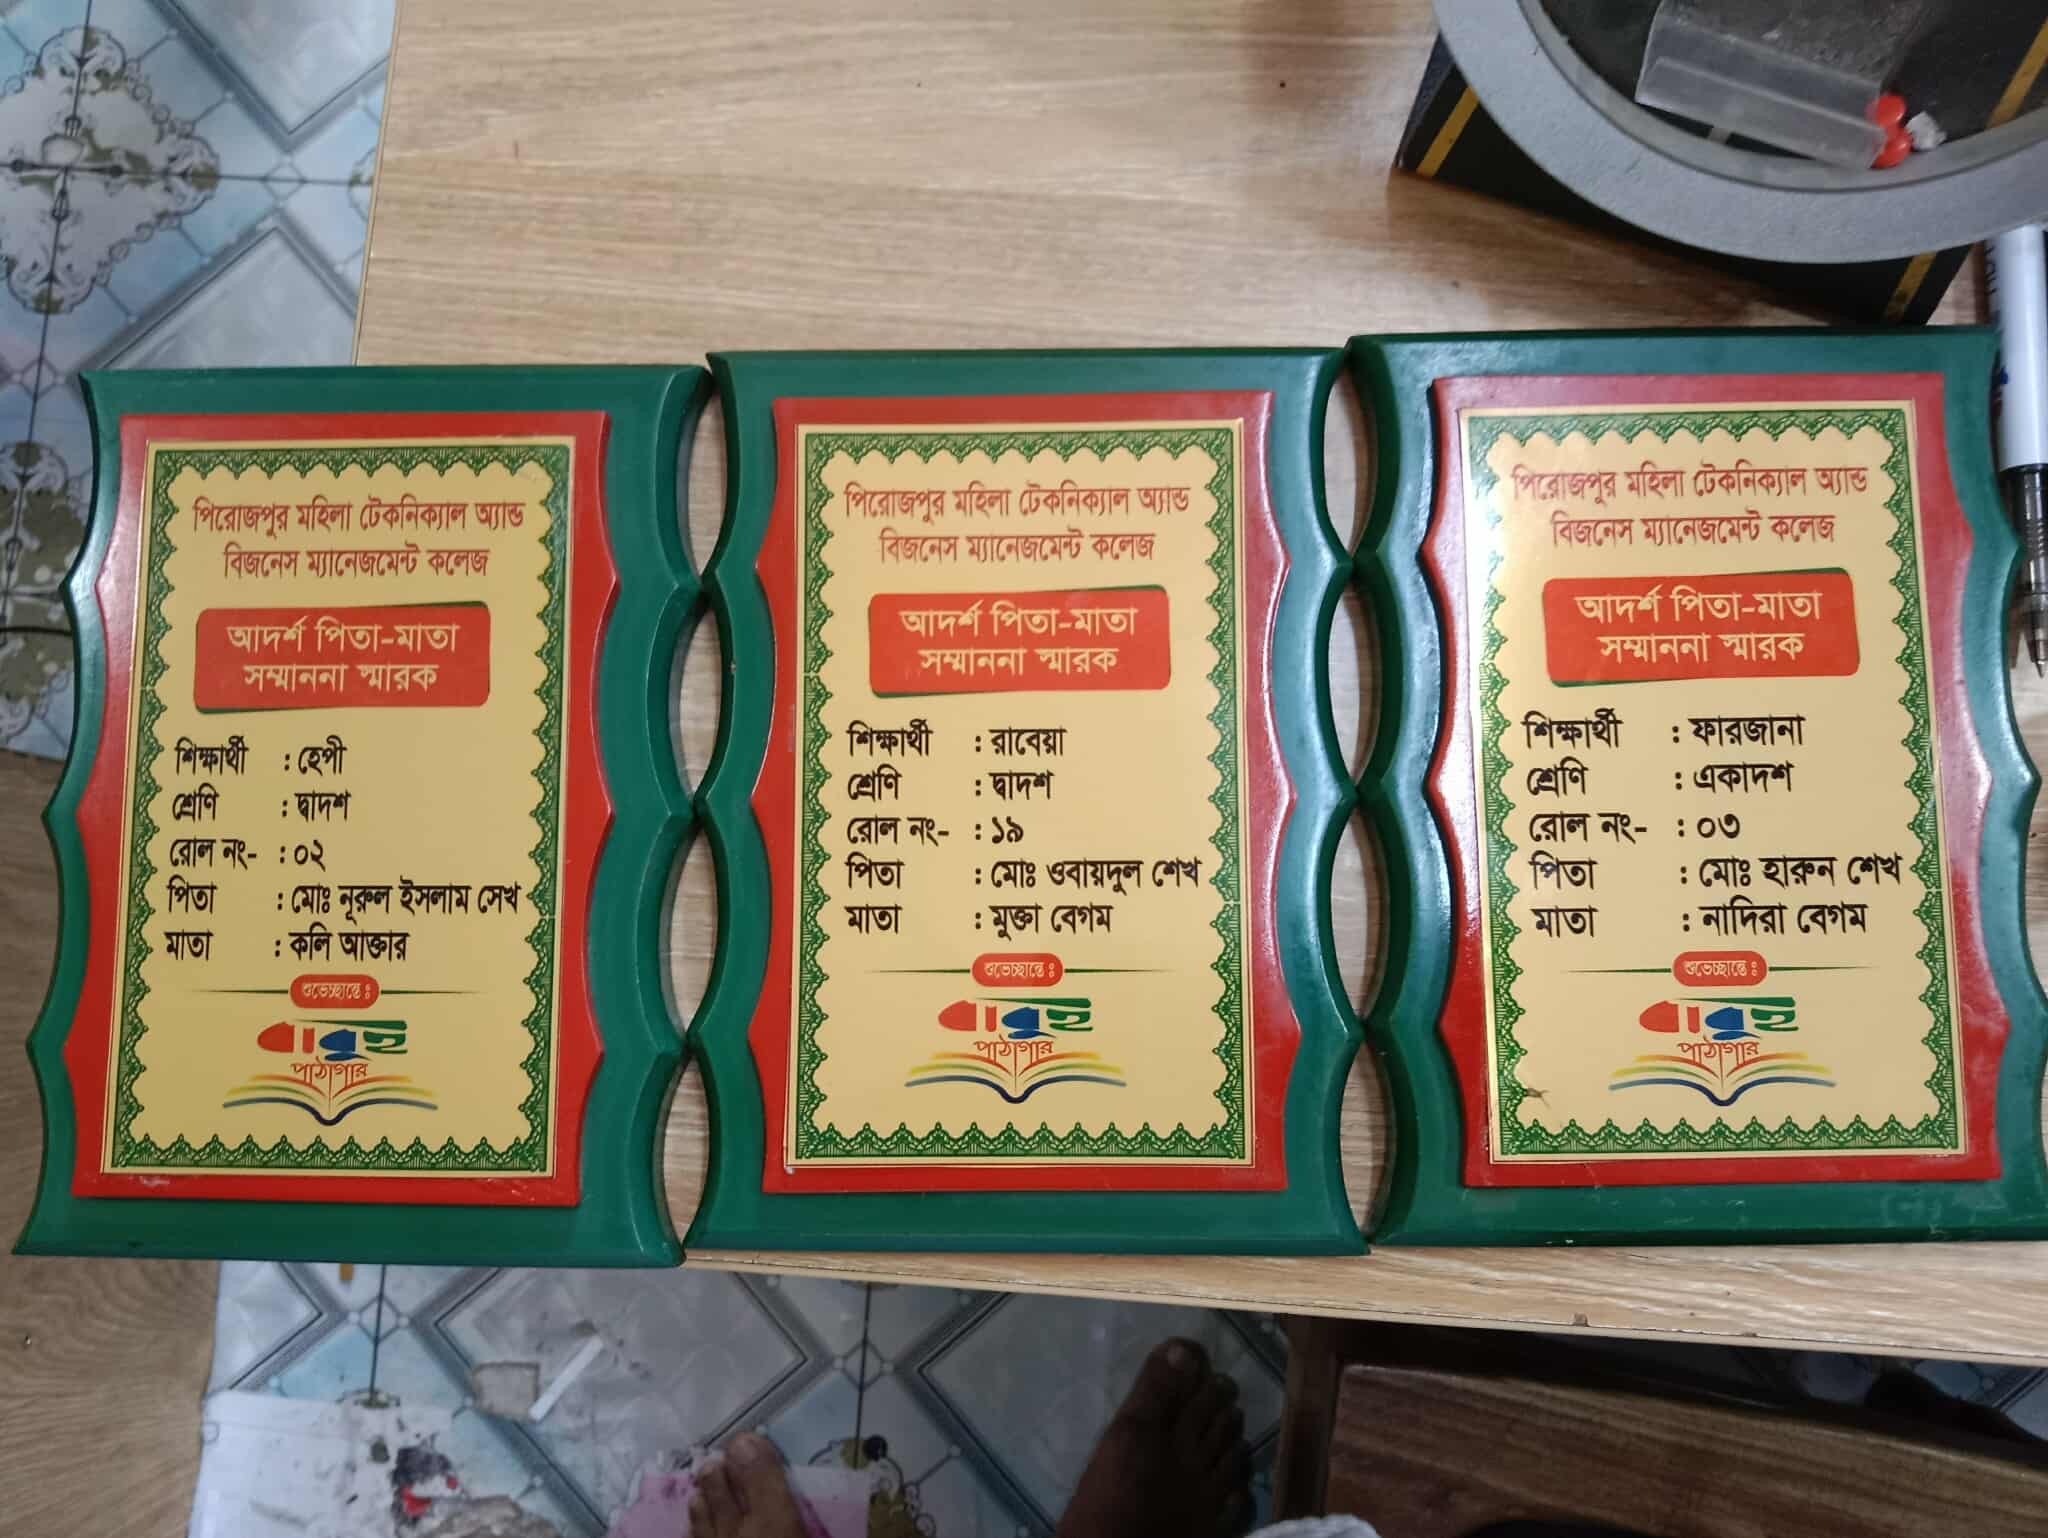 পিরোজপুর মহিলা টেকনিক্যাল অ্যান্ড
বিজনেস ম্যানেজমেন্ট কলেজ
আদর্শ পিতা-মাতা
সম্মাননা স্মারক
শিক্ষার্থী : হেপী
শ্রেণি : দ্বাদশ
রোল নং- : ০২
পিতা : মোঃ নূরুল ইসলাম সেখ
মাতা : কলি আক্তার
শুভেচ্ছান্তে :
বাবুই
পাঠাগার
পিরোজপুর মহিলা টেকনিক্যাল অ্যান্ড
বিজনেস ম্যানেজমেন্ট কলেজ
আদর্শ পিতা-মাতা
সম্মাননা স্মারক
শিক্ষার্থী : রাবেয়া
শ্রেণি : দ্বাদশ
রোল নং- : ১৯
পিতা : মোঃ ওবায়দুল শেখ
মাতা : মুক্তা বেগম
শুভেচ্ছান্তে :
বাবুই
পাঠাগার
পিরোজপুর মহিলা টেকনিক্যাল অ্যান্ড
বিজনেস ম্যানেজমেন্ট কলেজ
আদর্শ পিতা-মাতা
সম্মাননা স্মারক
শিক্ষার্থী : ফারজানা
শ্রেণি : একাদশ
রোল নং- : ০৩
পিতা : মোঃ হারুন শেখ
মাতা : নাদিরা বেগম
শুভেচ্ছান্তে :
বাবুই
পাঠাগার